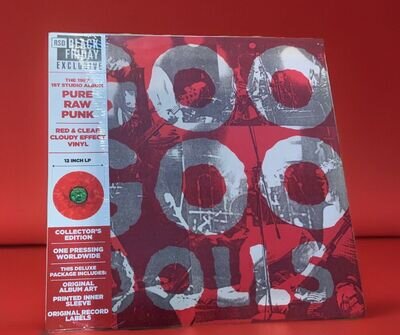 RSD BLACK
FRIDAY
EXCLUSIVE
THE 1987
1ST STUDIO ALBUM
PURE
RAW
PUNK
RED & CLEAR
CLOUDY EFFECT
VINYL
12 INCH LP
COLLECTOR'S
EDITION
ONE PRESSING
WORLDWIDE
THIS DELUXE
PACKAGE INCLUDES:
ORIGINAL
ALBUM ART
PRINTED INNER
SLEEVE
ORIGINAL RECORD
LABELS
GOO
GOO
DOLLS